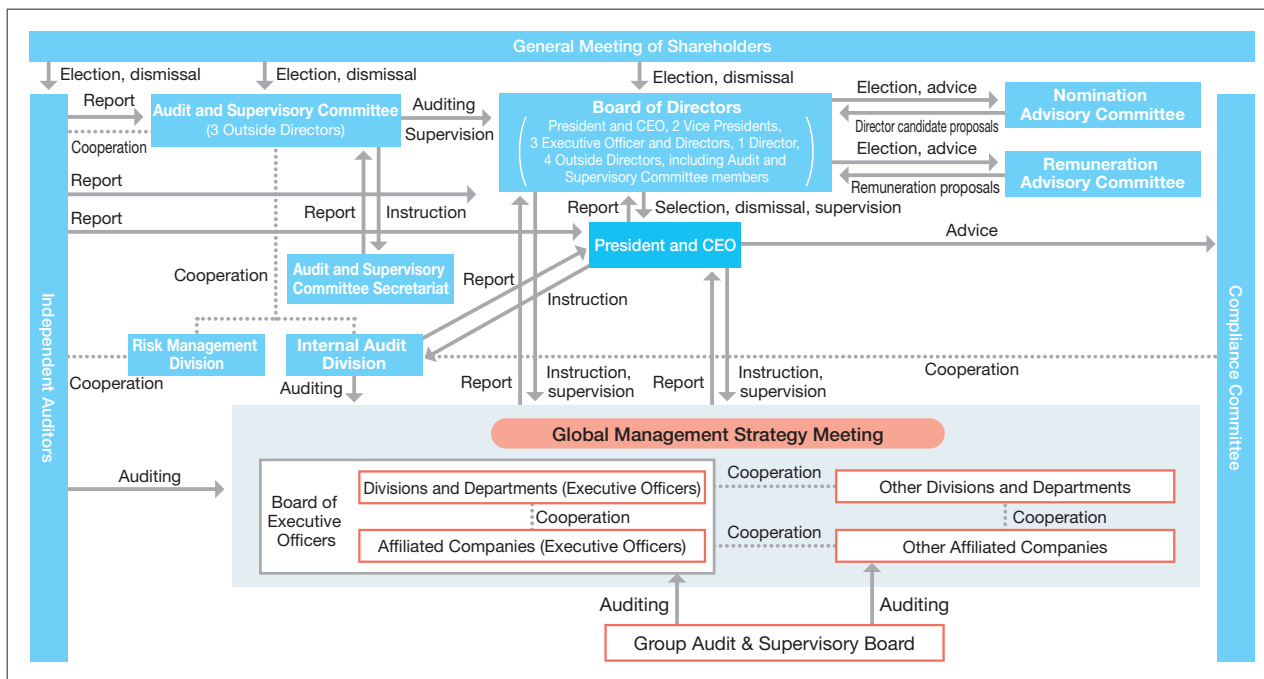 General Meeting of Shareholders
Election, dismissal
Election, dismissal
Election, dismissal
Report
Audit and Supervisory Committee
(3 Outside Directors)
Cooperation
Auditing
Supervision
Board of Directors
President and CEO, 2 Vice Presidents,
3 Executive Officer and Directors, 1 Director,
4 Outside Directors, including Audit and
Supervisory Committee members
Election, advice
Director candidate proposals
Nomination
Advisory Committee
Election, advice
Remuneration proposals
Remuneration
Advisory Committee
Report
Report
Report
Instruction
Report
Selection, dismissal, supervision
President and CEO
Advice
Cooperation
Audit and Supervisory
Committee Secretariat
Report
Instruction
Independent Auditors
Compliance Committee
Risk Management
Division
Internal Audit
Division
Cooperation
Cooperation
Auditing
Report
Instruction,
supervision
Report
Instruction,
supervision
Global Management Strategy Meeting
Auditing
Board of
Executive
Officers
Divisions and Departments (Executive Officers)
Cooperation
Affiliated Companies (Executive Officers)
Cooperation
Cooperation
Other Divisions and Departments
Cooperation
Other Affiliated Companies
Auditing
Auditing
Group Audit & Supervisory Board